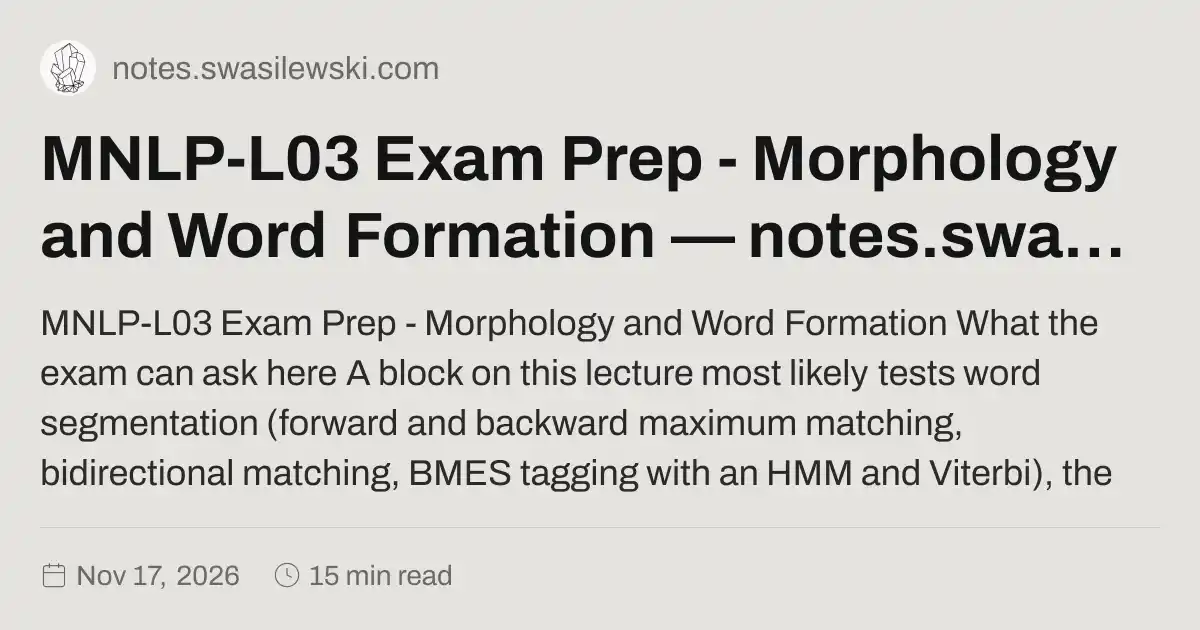 notes.swasilewski.com
MNLP-L03 Exam Prep - Morphology
and Word Formation — notes.swa...
MNLP-L03 Exam Prep - Morphology and Word Formation What the
exam can ask here A block on this lecture most likely tests word
segmentation (forward and backward maximum matching,
bidirectional matching, BMES tagging with an HMM and Viterbi), the
Nov 17, 2026 15 min read